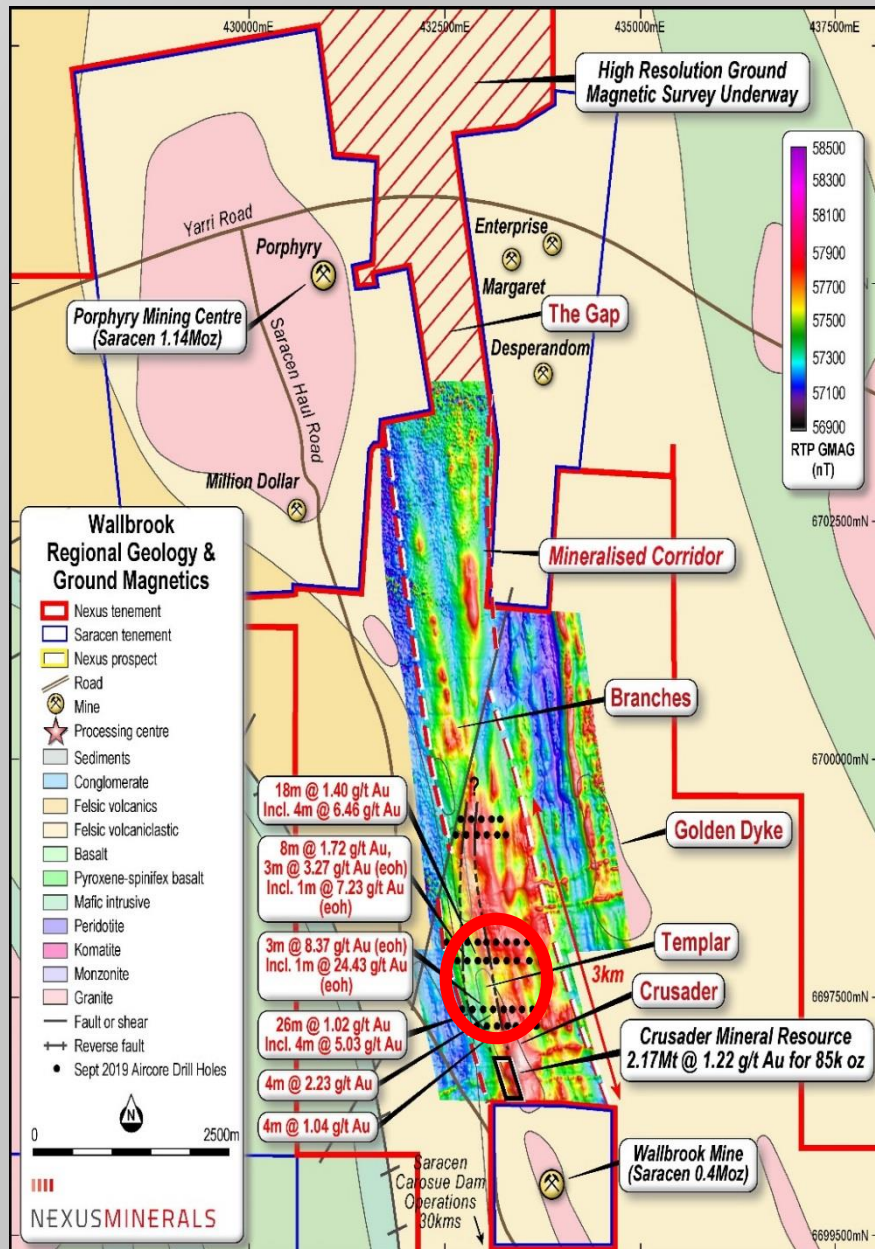 430000mE
432500mE
435000mE
437500mE
High Resolution Ground
Magnetic Survey Underway
58500
58300
58100
57900
57700
57500
57300
57100
56900
RTP GMAG
(nT)
Yarri Road
Porphyry
Enterprise
Margaret
Porphyry Mining Centre
(Saracen 1.14Moz)
The Gap
Saracen Haul Road
Desperandom
Million Dollar
6702500mN
Mineralised Corridor
Wallbrook
Regional Geology &
Ground Magnetics
Nexus tenement
Saracen tenement
Nexus prospect
Road
Mine
Processing centre
Sediments
Conglomerate
Felsic volcanics
Felsic volcaniclastic
Basalt
Pyroxene-spinifex basalt
Mafic intrusive
Peridotite
Komatite
Monzonite
Granite
Fault or shear
Reverse fault
Sept 2019 Aircore Drill Holes
N
0
2500m
NEXUSMINERALS
Branches
6700000mN
?
18m @ 1.40 g/t Au
Incl. 4m @ 6.46 g/t Au
8m @ 1.72 g/t Au,
3m @ 3.27 g/t Au (eoh)
Incl. 1m @ 7.23 g/t Au
(eoh)
Golden Dyke
3m @ 8.37 g/t Au (eoh)
Incl. 1m @ 24.43 g/t Au
(eoh)
Templar
3km
6697500mN
Crusader
26m @ 1.02 g/t Au
Incl. 4m @ 5.03 g/t Au
Crusader Mineral Resource
2.17Mt @ 1.22 g/t Au for 85k oz
4m @ 2.23 g/t Au
4m @ 1.04 g/t Au
Saracen
Carosue Dam
Operations
30kms
Wallbrook Mine
(Saracen 0.4Moz)
6699500mN